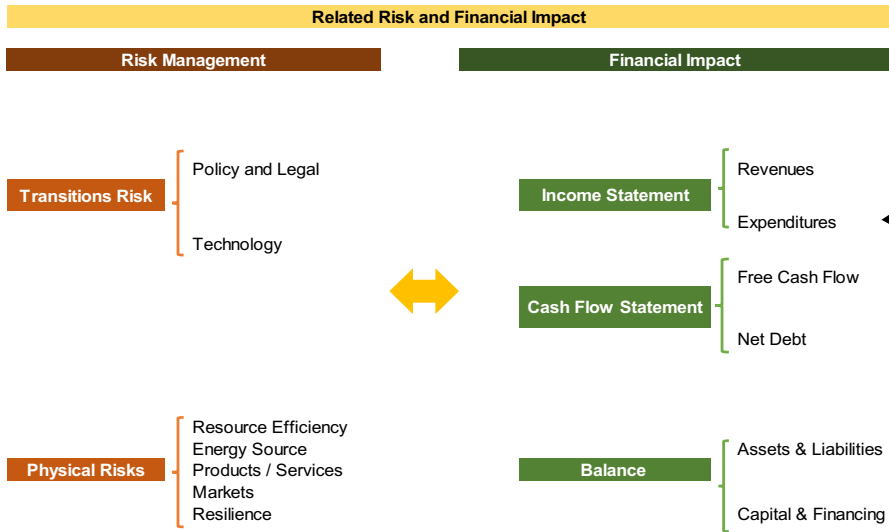 Related Risk and Financial Impact
Risk Management
Financial Impact
Transitions Risk
Policy and Legal
Technology
Physical Risks
Resource Efficiency
Energy Source
Products / Services
Markets
Resilience
Income Statement
Revenues
Expenditures
Cash Flow Statement
Free Cash Flow
Net Debt
Balance
Assets & Liabilities
Capital & Financing